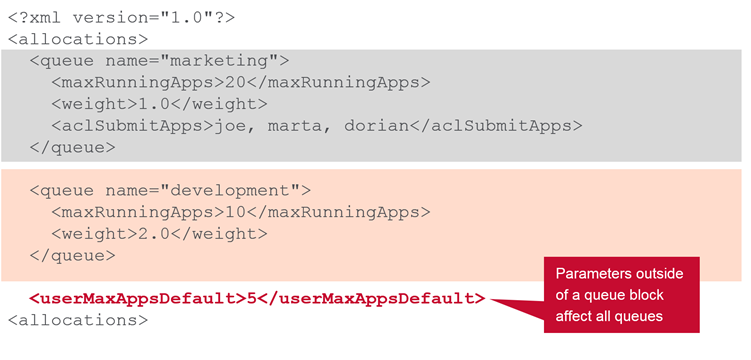 <?xml version="1.0"?>
<allocations>
<queue name="marketing">
<maxRunningApps>20</maxRunningApps>
<weight>1.0</weight>
<aclSubmitApps>joe, marta, dorian</aclSubmitApps>
</queue>
<queue name="development">
<maxRunningApps>10</maxRunningApps>
<weight>2.0</weight>
</queue>
<userMaxAppsDefault>5</userMaxAppsDefault>
<allocations>
Parameters outside
of a queue block
affect all queues